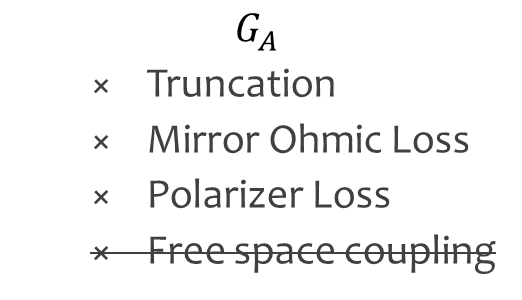 G_A
× Truncation
× Mirror Ohmic Loss
× Polarizer Loss
× Free space coupling